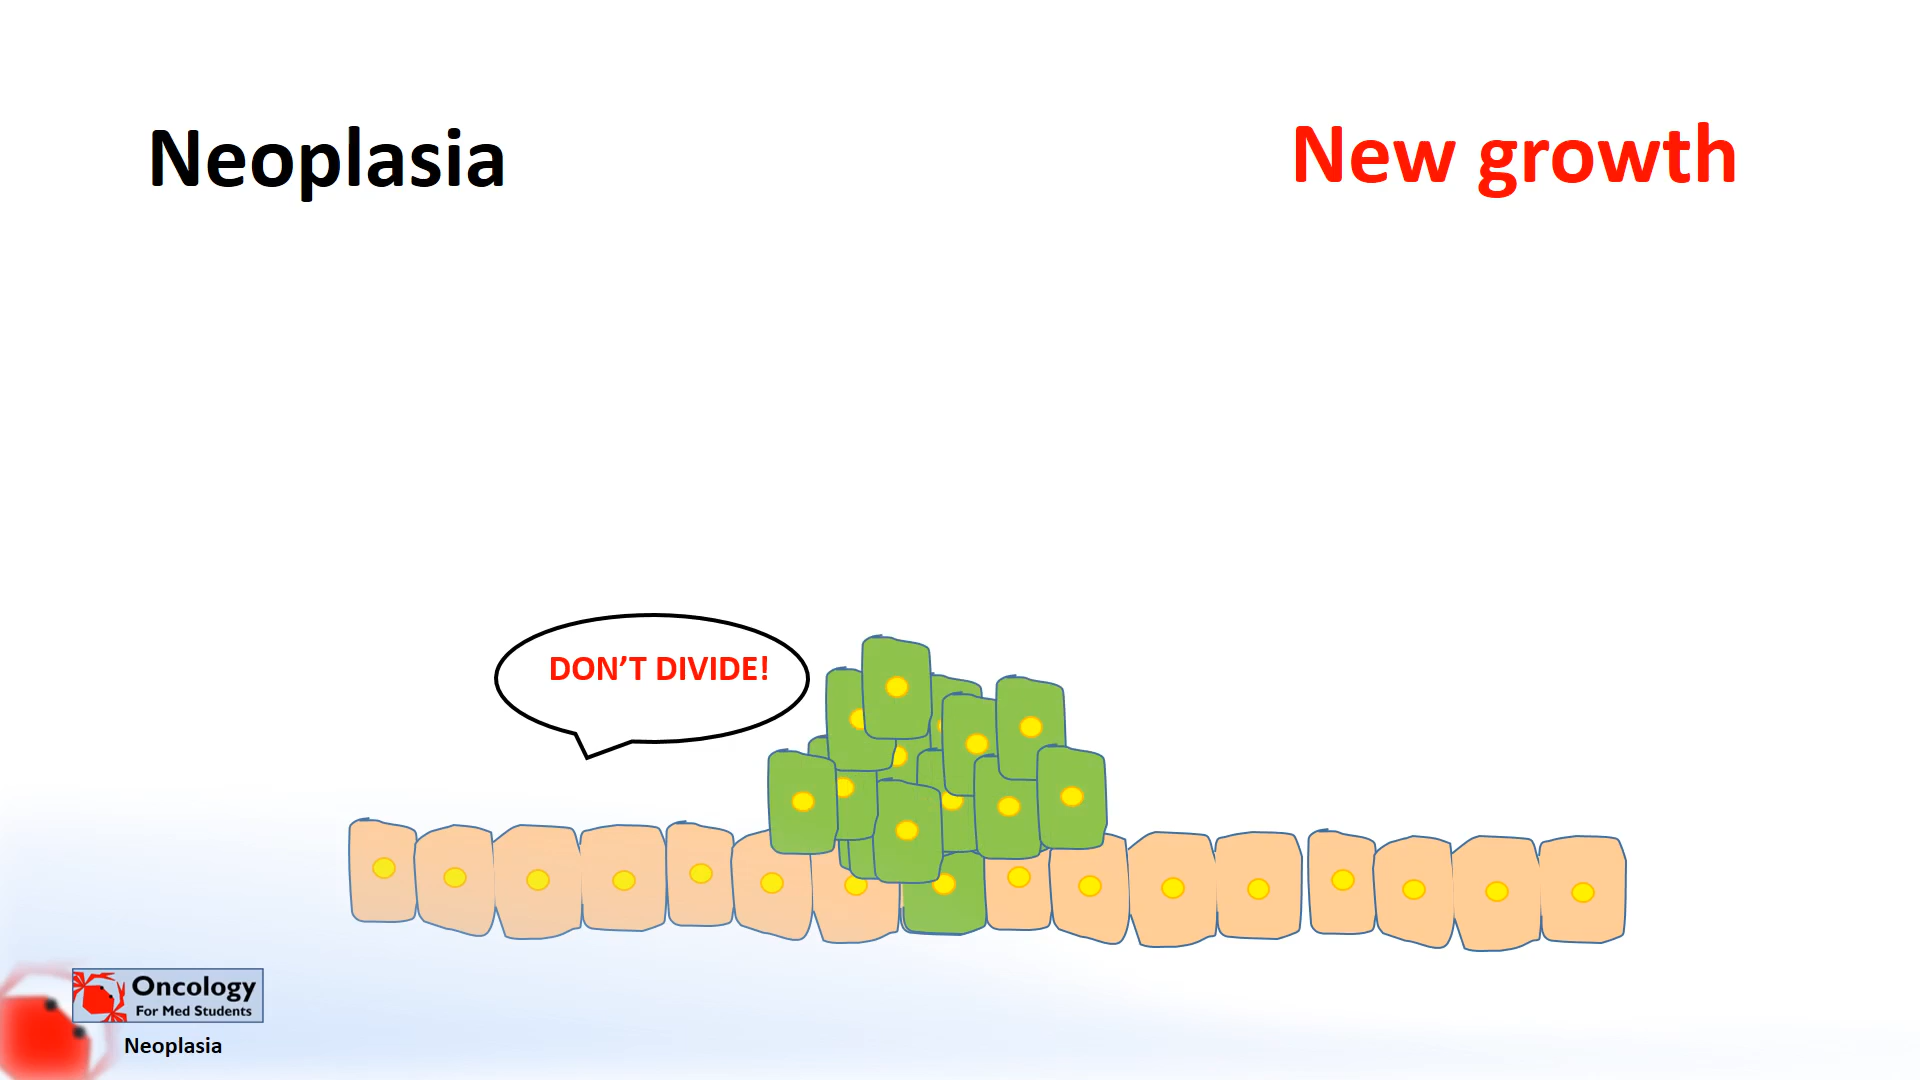 Neoplasia
New growth
DON’T DIVIDE!
Oncology
For Med Students
Neoplasia